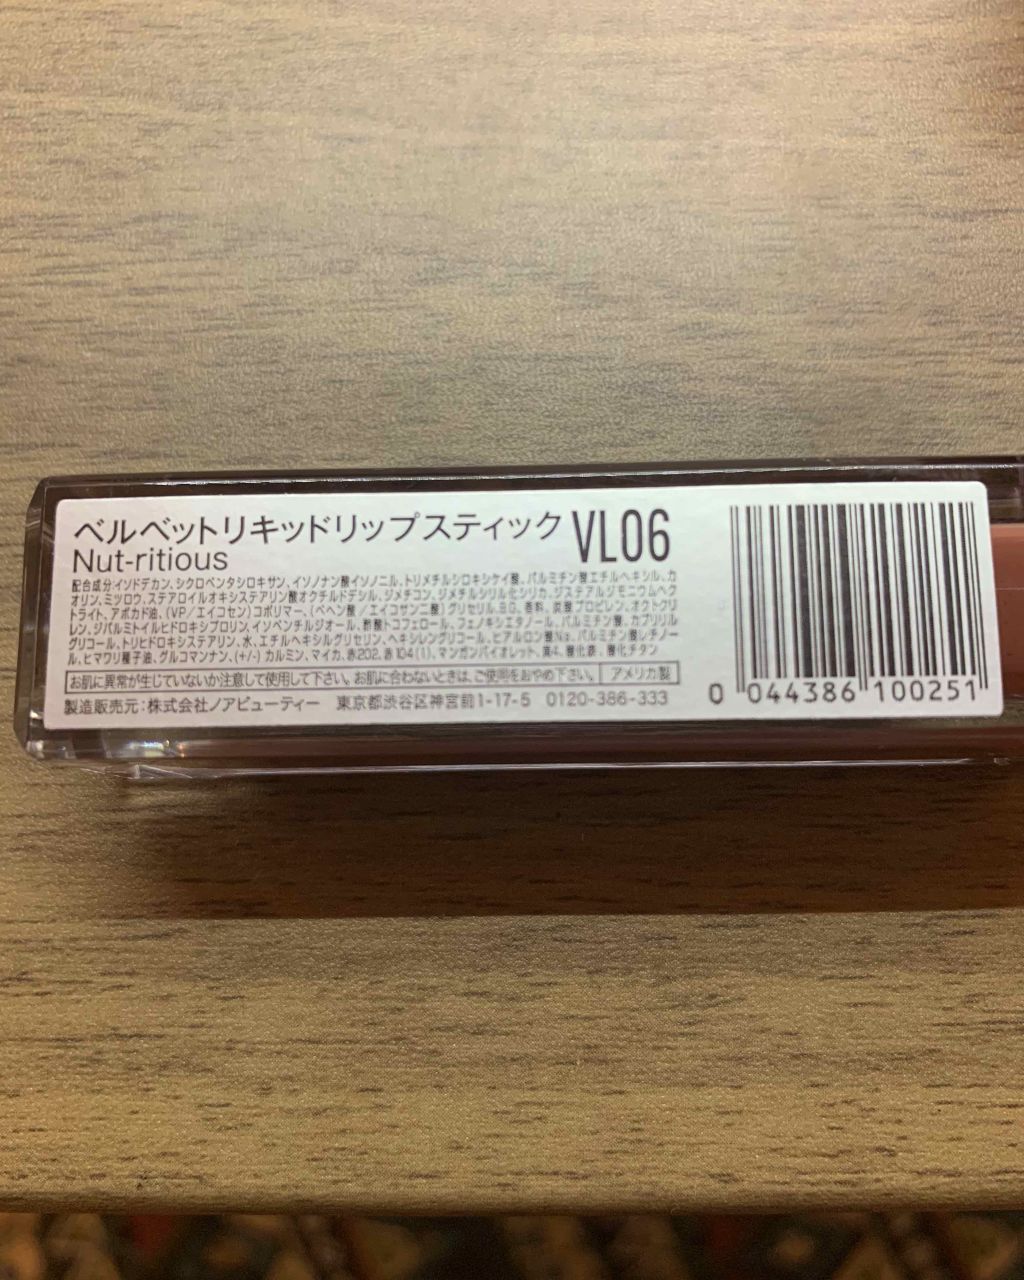 ベルベットリキッドリップスティック VL06
Nut-ritious
配合成分:イソドデカン、シクロペンタシロキサン、イソノナン酸イソノニル、トリメチルシロキシケイ酸、パルミチン酸エチルヘキシル、カ
オリン、ミツロウ、ステアロイルオキシステアリン酸オクチルドデシル、ジメチコン、ジメチルシリル化シリカ、ジステアルジモニウムヘクト
ライト、アボカド油、(VP/エイコセン)コポリマー、(ベヘン酸/エイコサン二酸)グリセリル、BG、香料、炭酸プロピレン、オクトクリ
レン、ジパルミトイルヒドロキシプロリン、イソペンチルジオール、酢酸トコフェロール、フェノキシエタノール、パルミチン酸、カプリリル
グリコール、トリヒドロキシステアリン、水、エチルヘキシルグリセリン、ヘキシレングリコール、ヒアルロン酸Na、パルミチン酸レチノー
ル、ヒマワリ種子油、グルコマンナン、(+/-) カルミン、マイカ、赤202、赤104(1)、マンガンバイオレット、黄4、酸化鉄、酸化チタン
お肌に異常が生じていないか注意して使用して下さい。お肌に合わないときは、ご使用をおやめ下さい。 アメリカ製
製造販売元:株式会社ノアビューティー 東京都渋谷区神宮前1-17-5 0120-386-333
0 044386 100251